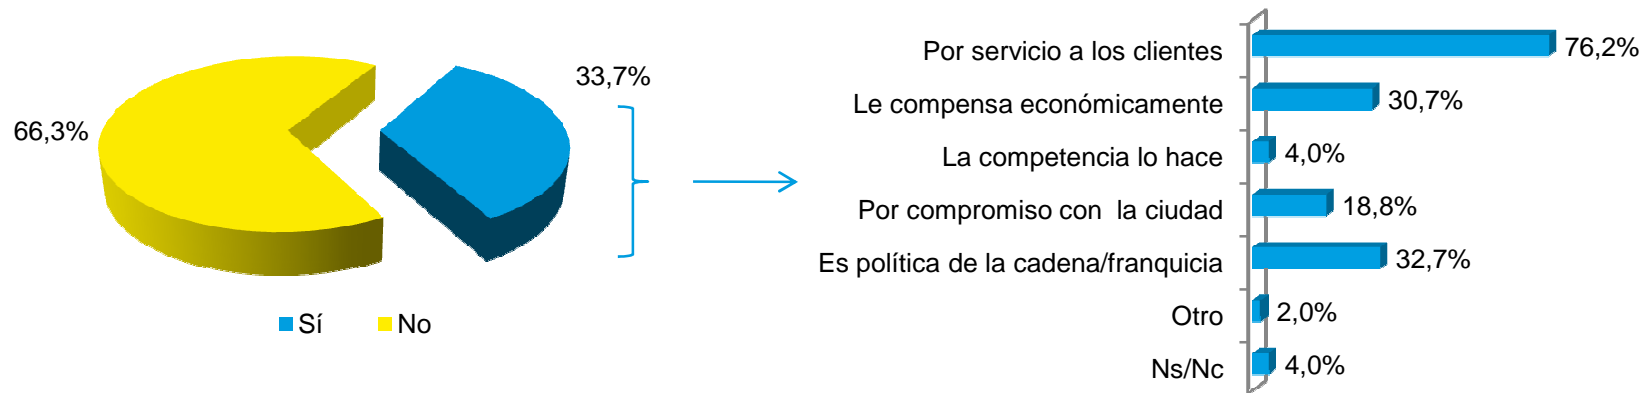 66,3%
33,7%
Sí
No
Por servicio a los clientes
76,2%
Le compensa económicamente
30,7%
La competencia lo hace
4,0%
Por compromiso con  la ciudad
18,8%
Es política de la cadena/franquicia
32,7%
Otro
2,0%
Ns/Nc
4,0%